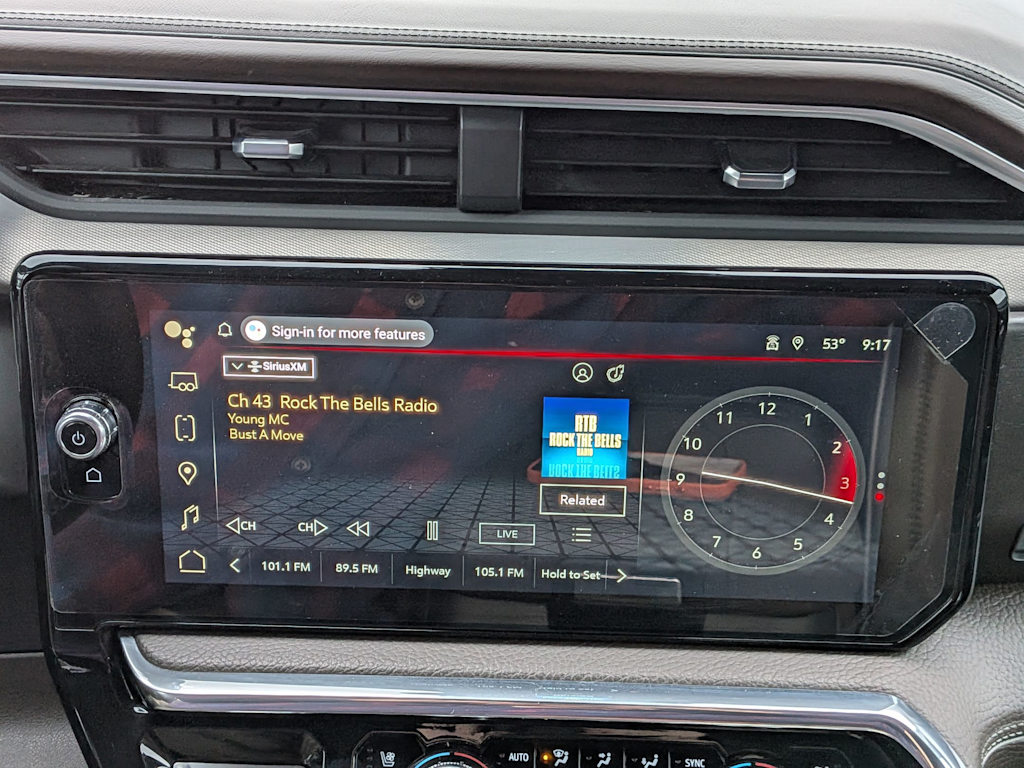 Sign-in for more features
53° 9:17
SiriusXM
Ch 43 Rock The Bells Radio
Young MC
Bust A Move
RTB
ROCK THE BELLS
RADIO
Related
12
11 1
10 2
9 3
8 4
7 5
6
CH CH LIVE
101.1 FM 89.5 FM Highway 105.1 FM Hold to Set
AUTO SYNC